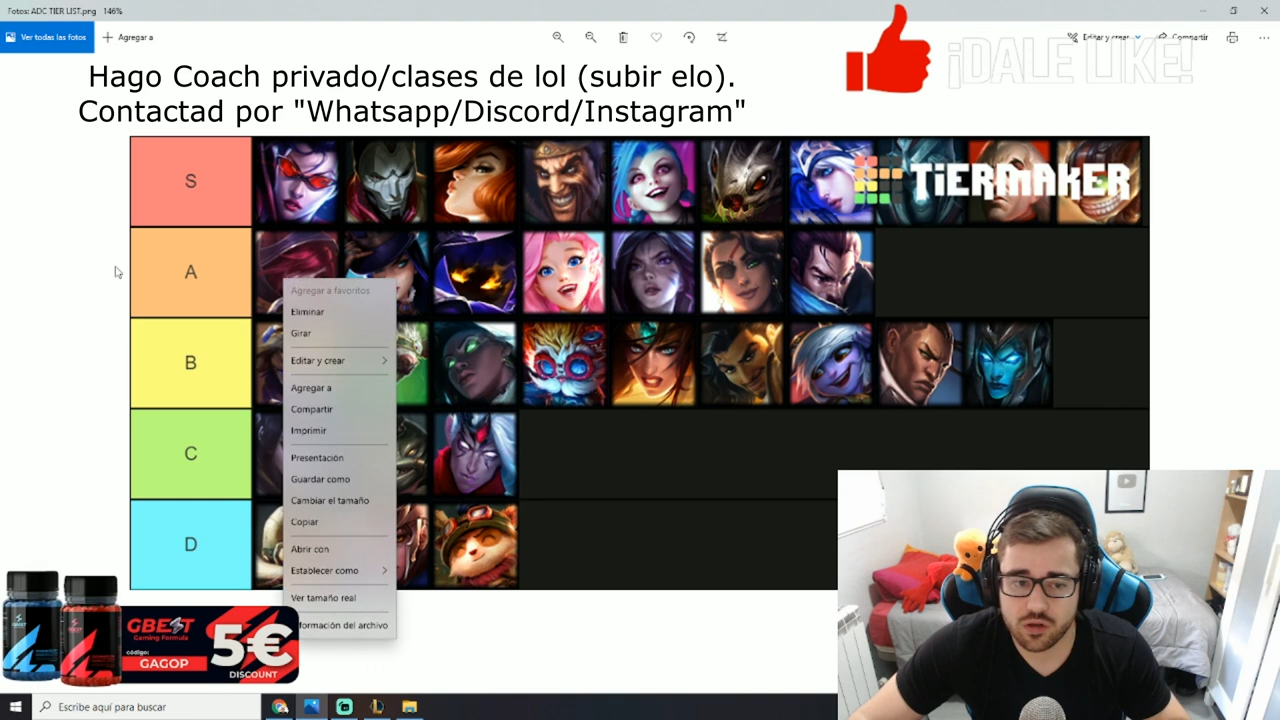 Fotos: ADC TIER LIST.png 146%
Ver todas las fotos
Agregar a
Editar y crear
Compartir
¡DALE LIKE!
Hago Coach privado/clases de lol (subir elo).
Contactad por "Whatsapp/Discord/Instagram"
S
TiERMAKER
A
Agregar a favoritos
Eliminar
Girar
B
Editar y crear
Agregar a
Compartir
Imprimir
C
Presentación
Guardar como
Cambiar el tamaño
Copiar
D
Abrir con
Establecer como
Ver tamaño real
formación del archivo
GBEST
Gaming Formula
código:
GAGOP
5€
DISCOUNT
Escribe aquí para buscar